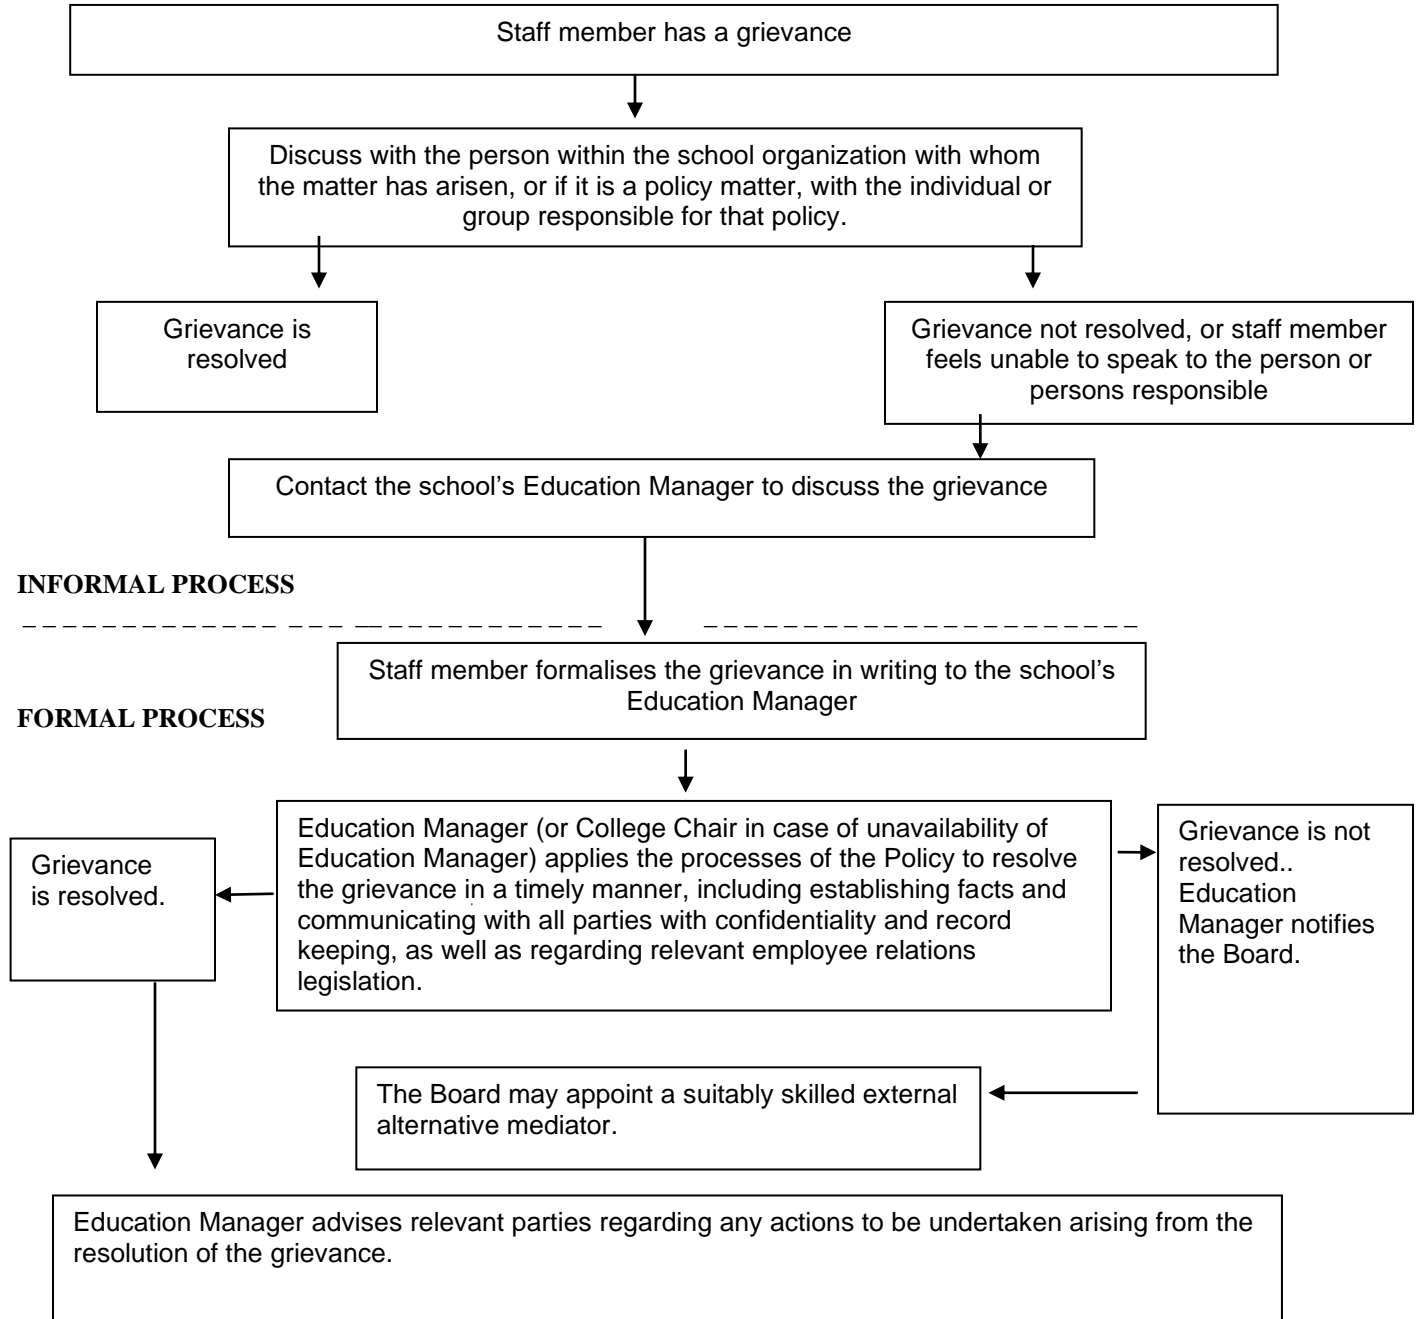 Staff member has a grievance
Discuss with the person within the school organization with whom
the matter has arisen, or if it is a policy matter, with the individual or
group responsible for that policy.
Grievance is
resolved
Grievance not resolved, or staff member
feels unable to speak to the person or
persons responsible
Contact the school’s Education Manager to discuss the grievance
INFORMAL PROCESS
Staff member formalises the grievance in writing to the school’s
Education Manager
FORMAL PROCESS
Grievance
is resolved.
Education Manager (or College Chair in case of unavailability of
Education Manager) applies the processes of the Policy to resolve
the grievance in a timely manner, including establishing facts and
communicating with all parties with confidentiality and record
keeping, as well as regarding relevant employee relations
legislation.
Grievance is not
resolved..
Education
Manager notifies
the Board.
The Board may appoint a suitably skilled external
alternative mediator.
Education Manager advises relevant parties regarding any actions to be undertaken arising from the
resolution of the grievance.